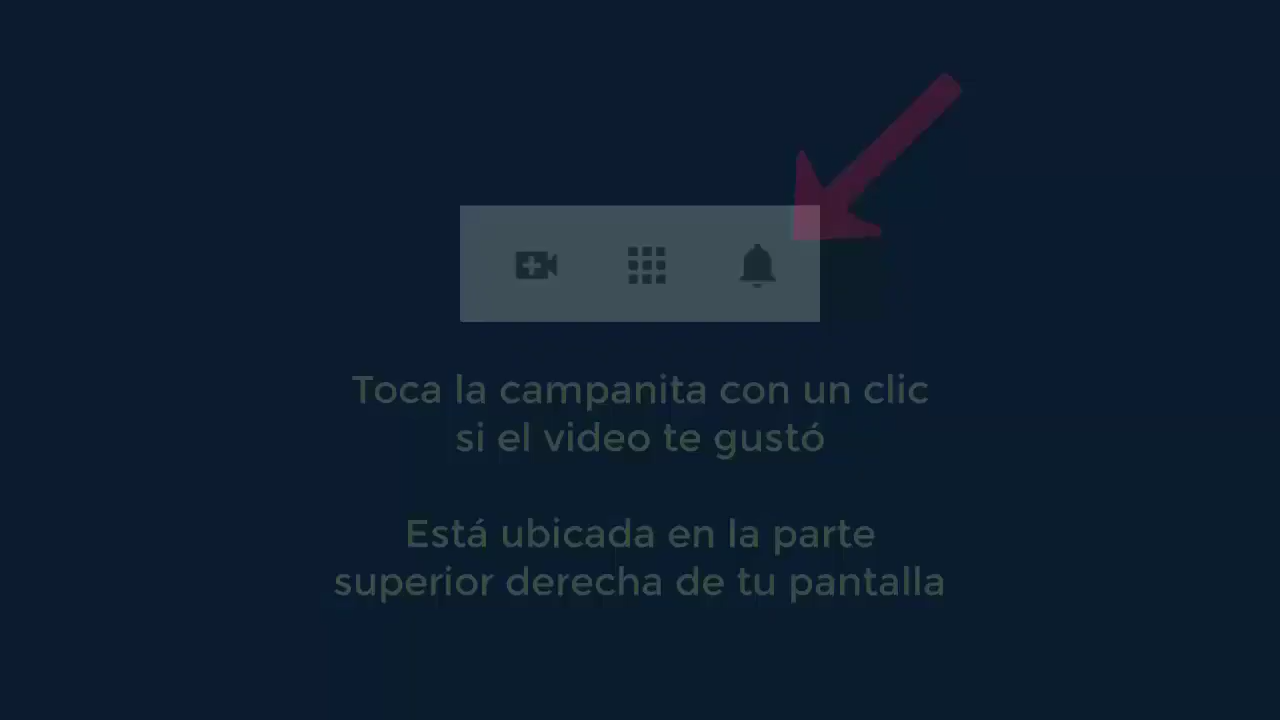 Toca la campanita con un clic
si el video te gustó
Está ubicada en la parte
superior derecha de tu pantalla